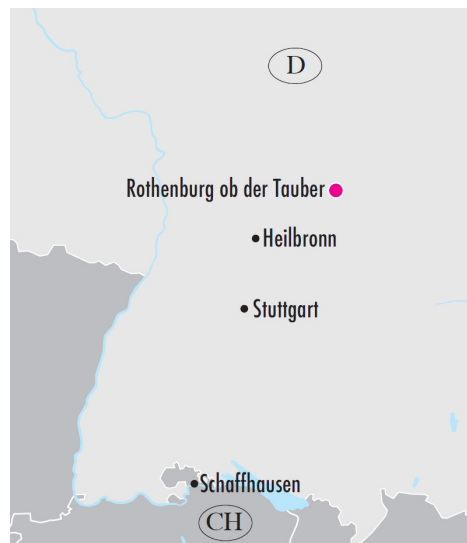 D
Rothenburg ob der Tauber
Heilbronn
Stuttgart
Schaffhausen
CH